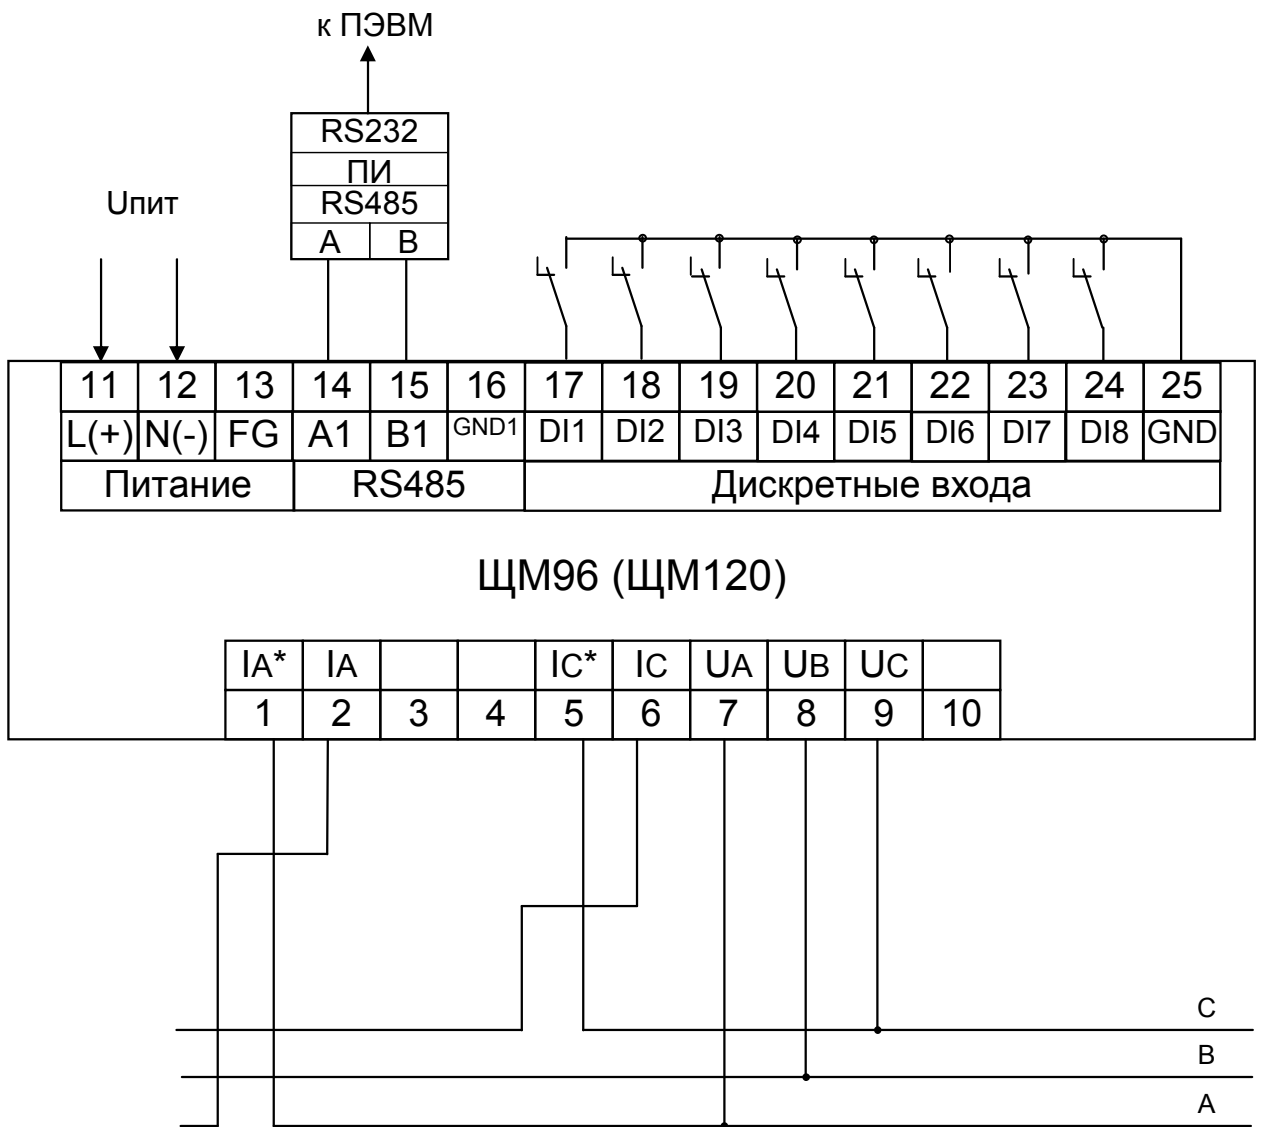 к ПЭВМ
RS232
ПИ
Uпит
RS485
A B
11 12 13 14 15 16 17 18 19 20 21 22 23 24 25
L(+) N(-) FG A1 B1 GND1 DI1 DI2 DI3 DI4 DI5 DI6 DI7 DI8 GND
Питание RS485 Дискретные входа
ЩМ96 (ЩМ120)
IA* IA IC* IC UA UB UC
1 2 3 4 5 6 7 8 9 10
C
B
A